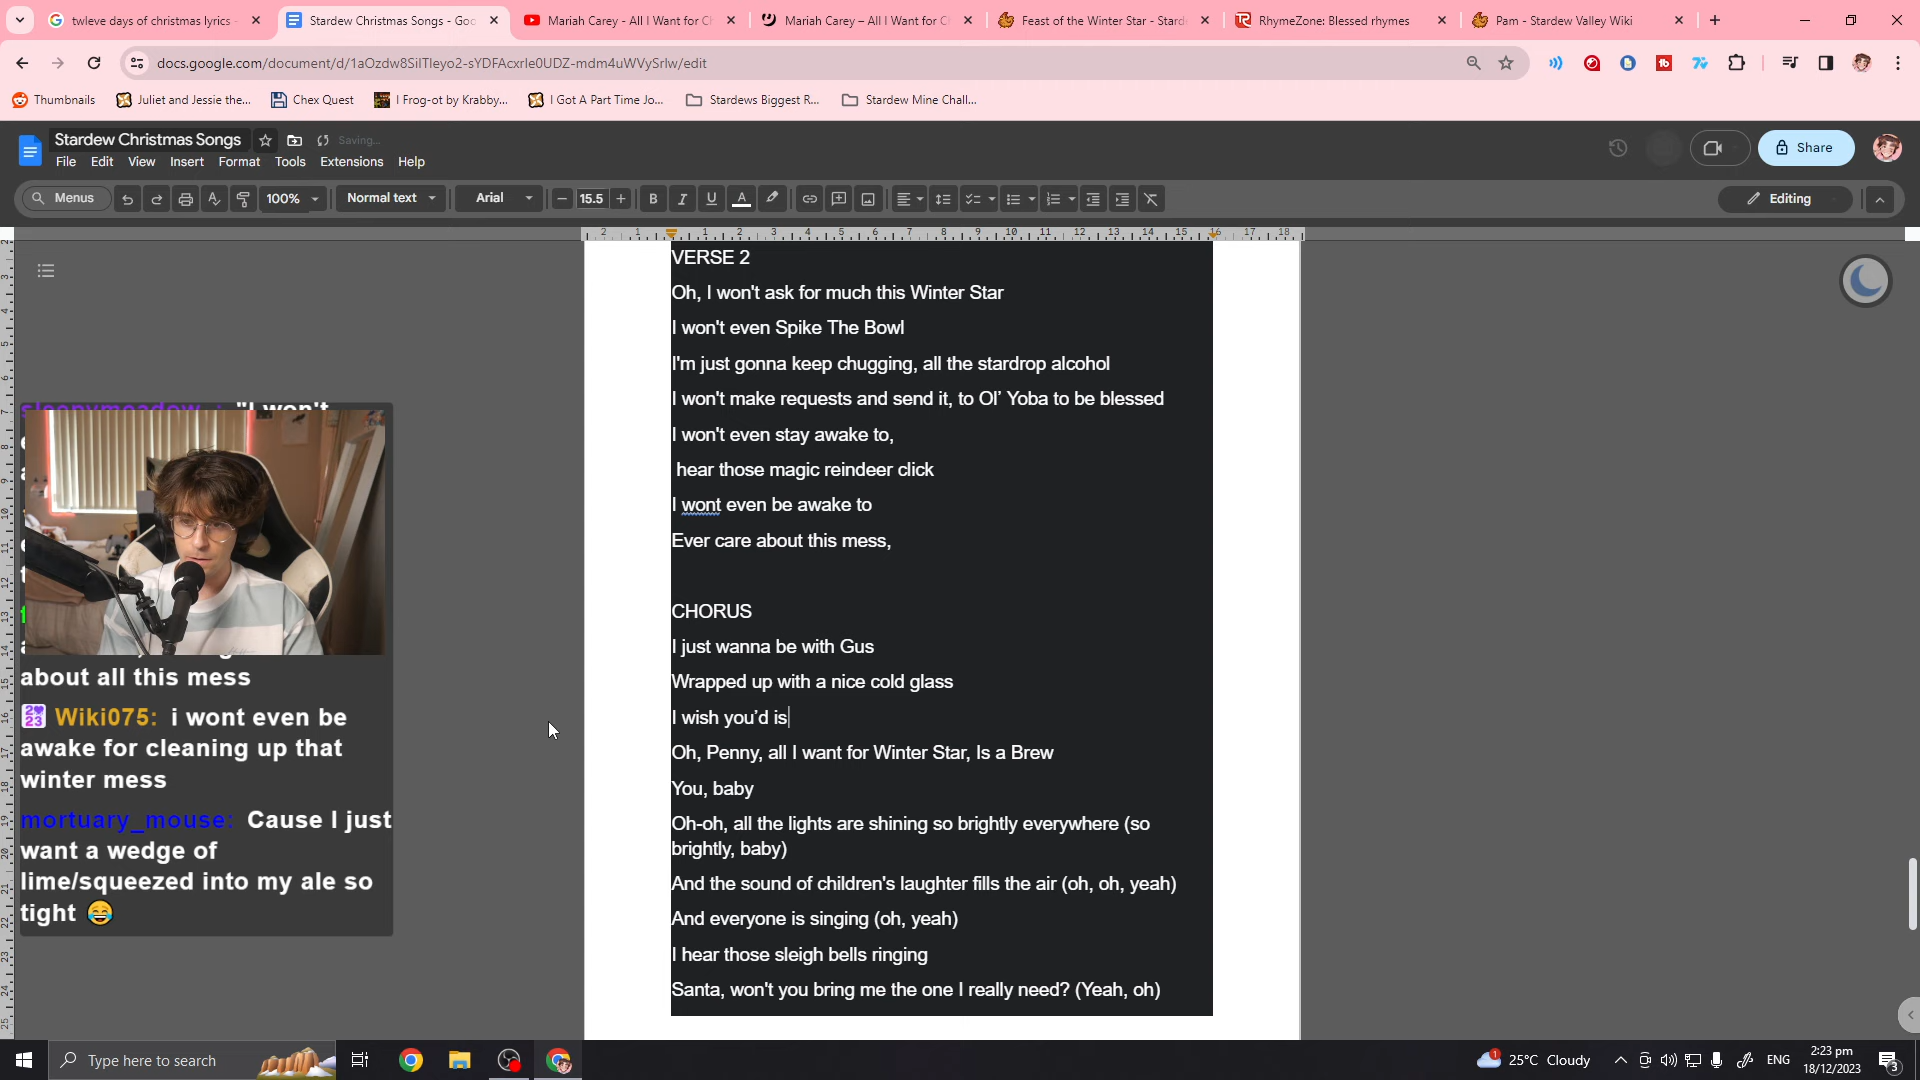 twleve days of christmas lyrics -
Stardew Christmas Songs - Goo
Mariah Carey - All I Want for Ch
Mariah Carey – All I Want for C
Feast of the Winter Star - Stard
RhymeZone: Blessed rhymes
Pam - Stardew Valley Wiki
docs.google.com/document/d/1aOzdw8SiITleyo2-sYDFAcxrle0UDZ-mdm4uWVySrlw/edit
Thumbnails
Juliet and Jessie the...
Chex Quest
I Frog-ot by Krabby...
I Got A Part Time Jo...
Stardews Biggest R...
Stardew Mine Chall...
Stardew Christmas Songs
Saving...
File Edit View Insert Format Tools Extensions Help
Share
Menus
100%
Normal text
Arial
15.5
Editing
VERSE 2
Oh, I won't ask for much this Winter Star
I won't even Spike The Bowl
I'm just gonna keep chugging, all the stardrop alcohol
I won't make requests and send it, to Ol’ Yoba to be blessed
I won't even stay awake to,
hear those magic reindeer click
I wont even be awake to
Ever care about this mess,
CHORUS
I just wanna be with Gus
Wrapped up with a nice cold glass
I wish you’d is
Oh, Penny, all I want for Winter Star, Is a Brew
You, baby
Oh-oh, all the lights are shining so brightly everywhere (so
brightly, baby)
And the sound of children's laughter fills the air (oh, oh, yeah)
And everyone is singing (oh, yeah)
I hear those sleigh bells ringing
Santa, won't you bring me the one I really need? (Yeah, oh)
sleepymeadow : "I won't
about all this mess
Wiki075: i wont even be
awake for cleaning up that
winter mess
mortuary_mouse: Cause I just
want a wedge of
lime/squeezed into my ale so
tight 😂
Type here to search
25°C Cloudy
ENG
2:23 pm
18/12/2023
3